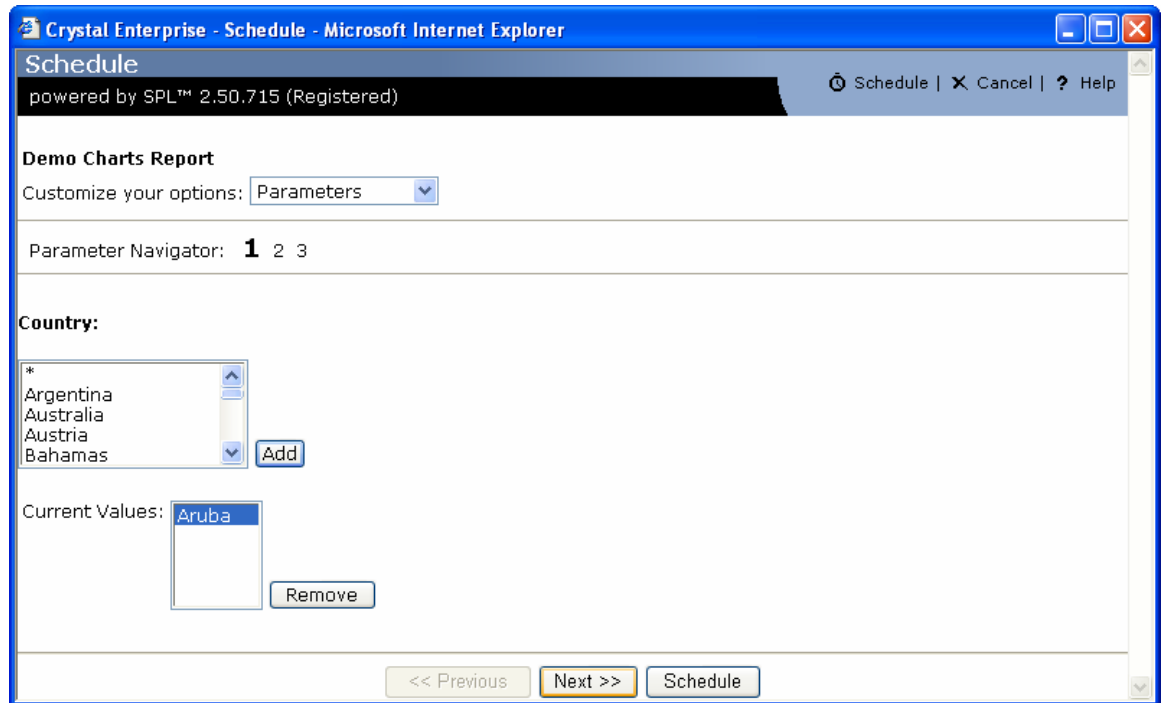 Crystal Enterprise - Schedule - Microsoft Internet Explorer
Schedule
powered by SPL™ 2.50.715 (Registered)
Schedule | X Cancel | ? Help
Demo Charts Report
Customize your options: Parameters
Parameter Navigator: 1 2 3
Country:
*
Argentina
Australia
Austria
Bahamas
Add
Current Values: Aruba
Remove
<< Previous Next >> Schedule